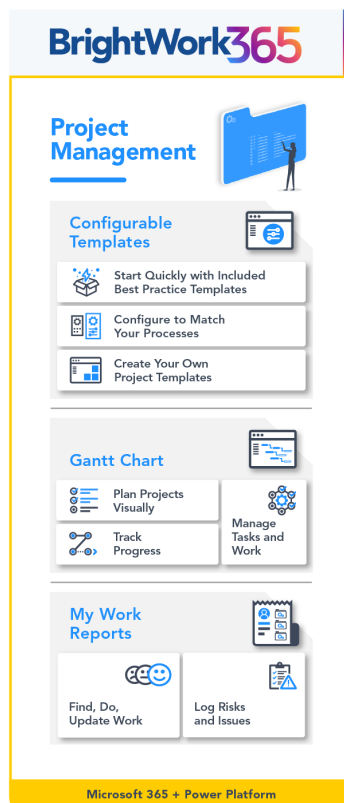 BrightWork365
Project
Management
Configurable
Templates
Start Quickly with Included
Best Practice Templates
Configure to Match
Your Processes
Create Your Own
Project Templates
Gantt Chart
Plan Projects
Visually
Track
Progress
Manage
Tasks and
Work
My Work
Reports
Find, Do,
Update Work
Log Risks
and Issues
Microsoft 365 + Power Platform